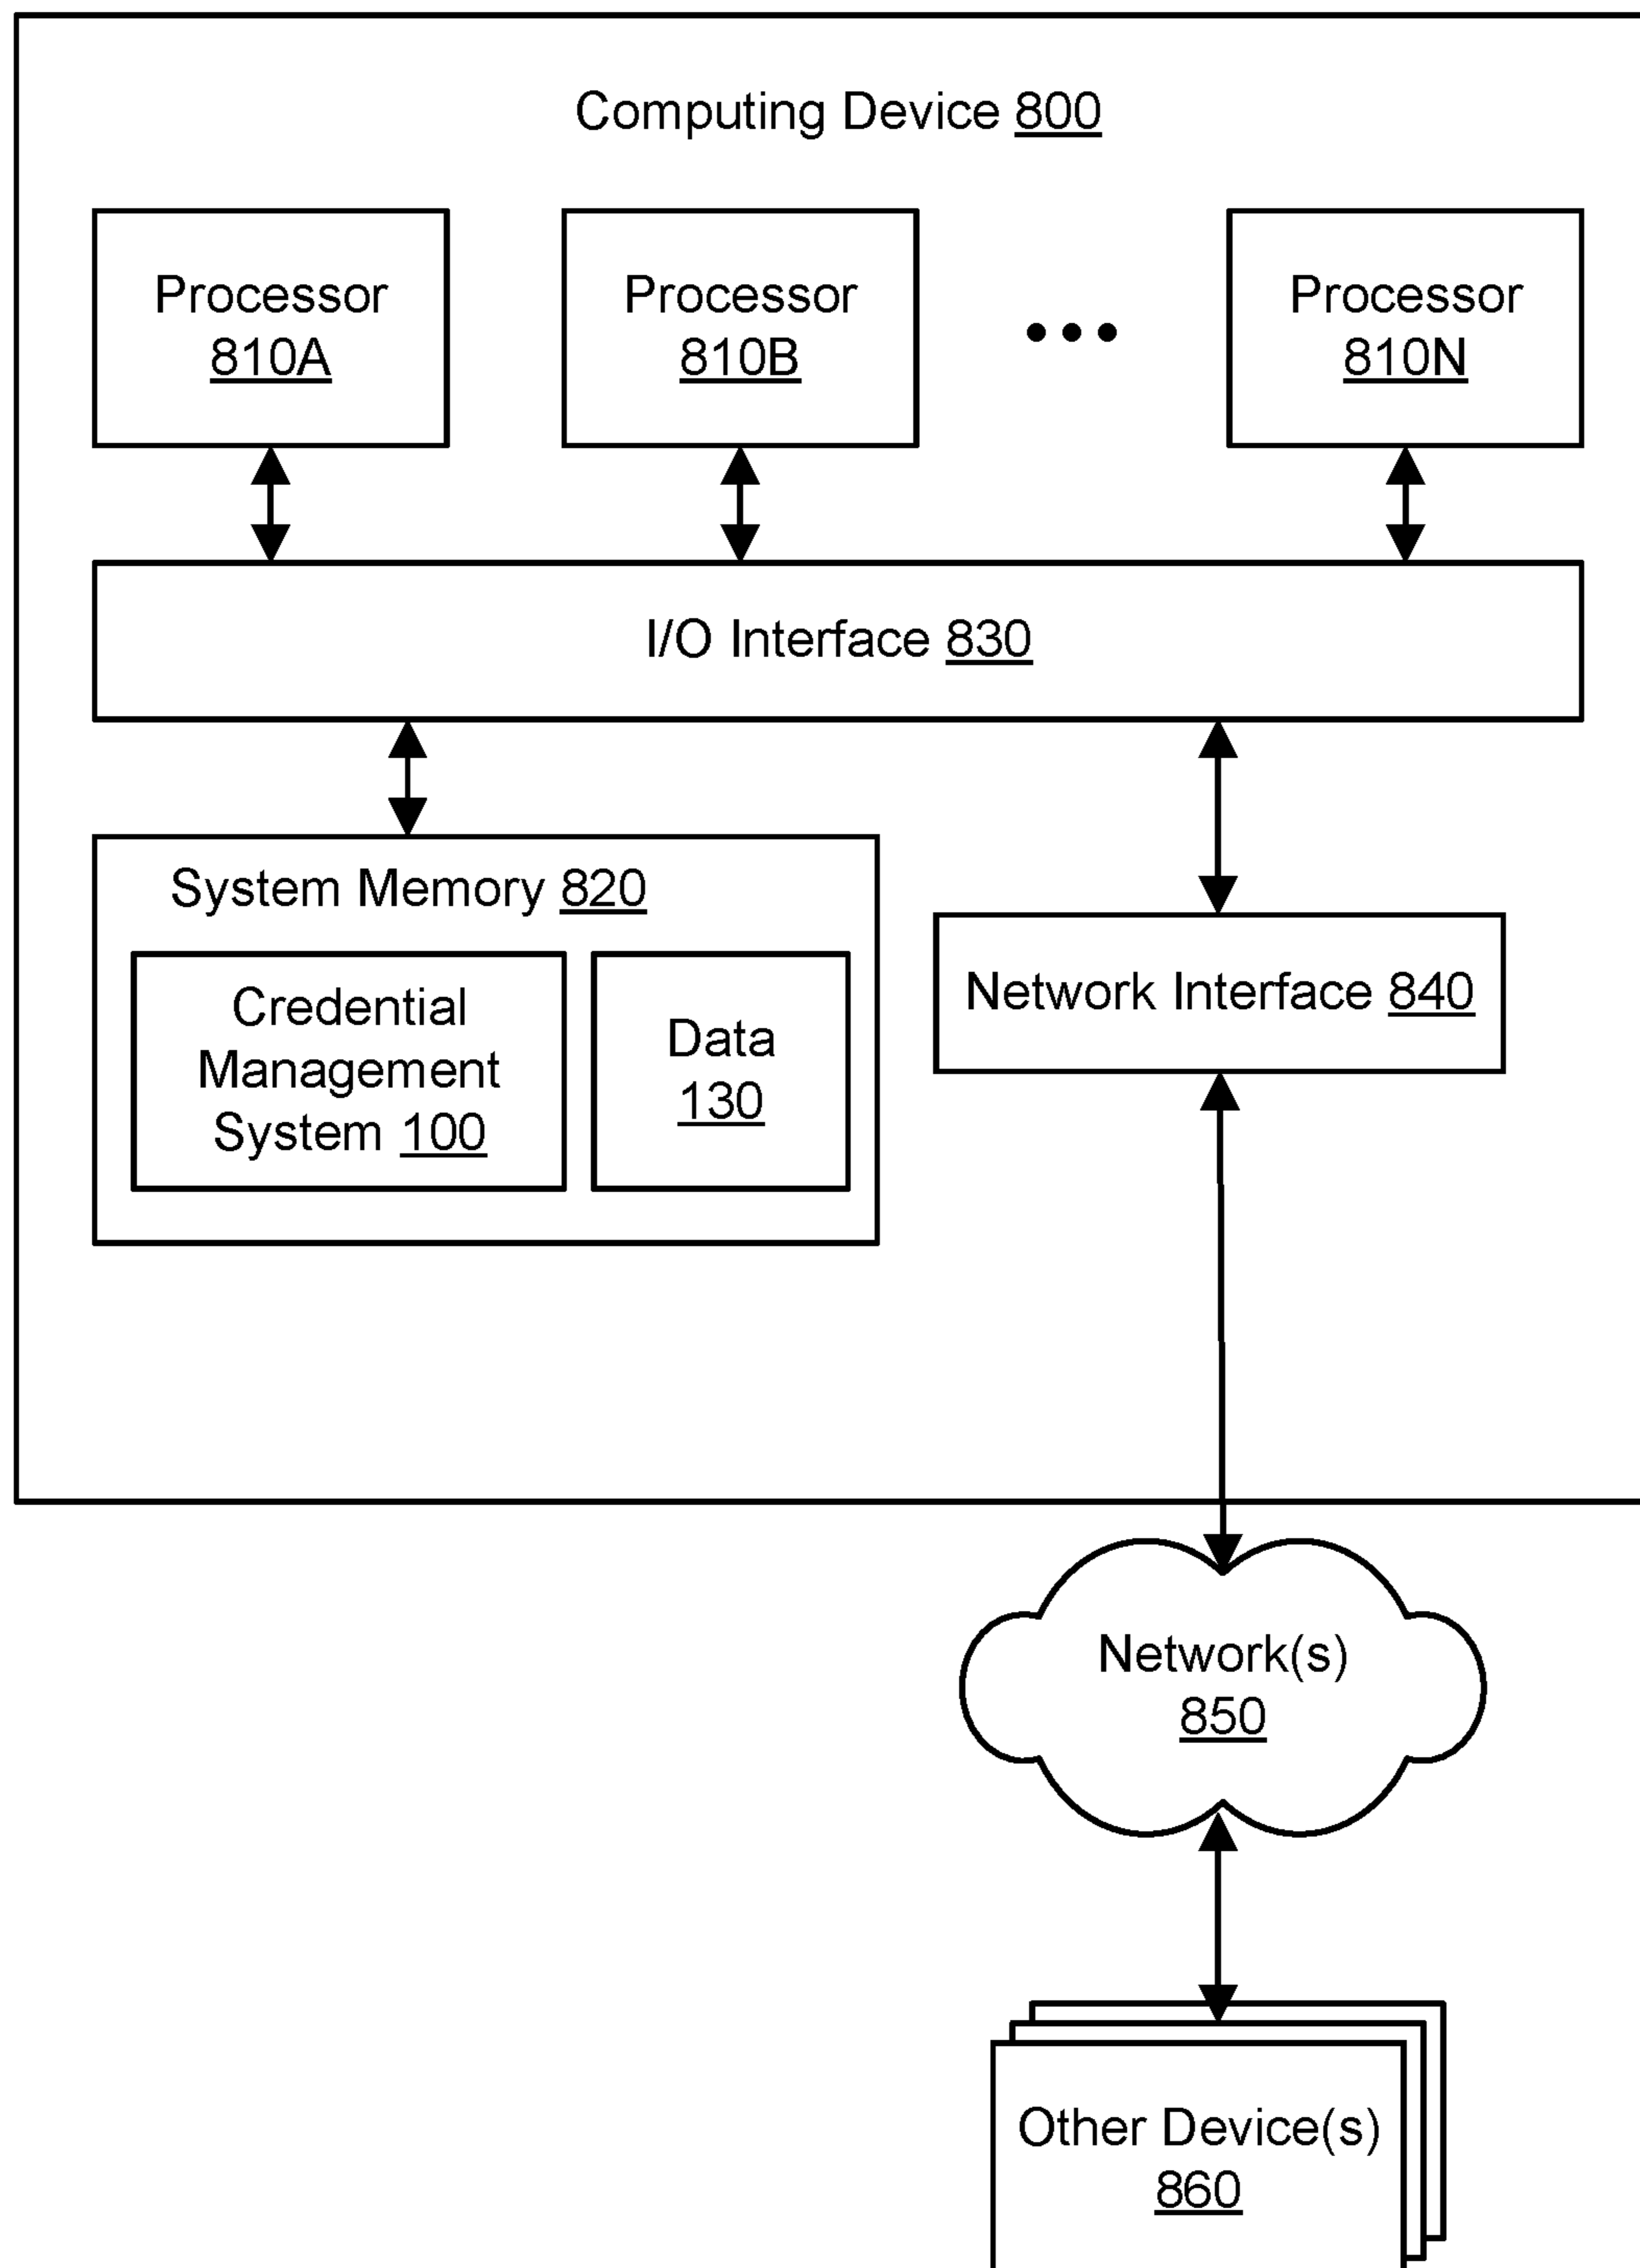 Computing Device 800
Processor
810A
Processor
810B
Processor
810N
I/O Interface 830
System Memory 820
Credential
Management
System 100
Data
130
Network Interface 840
Network(s)
850
Other Device(s)
860